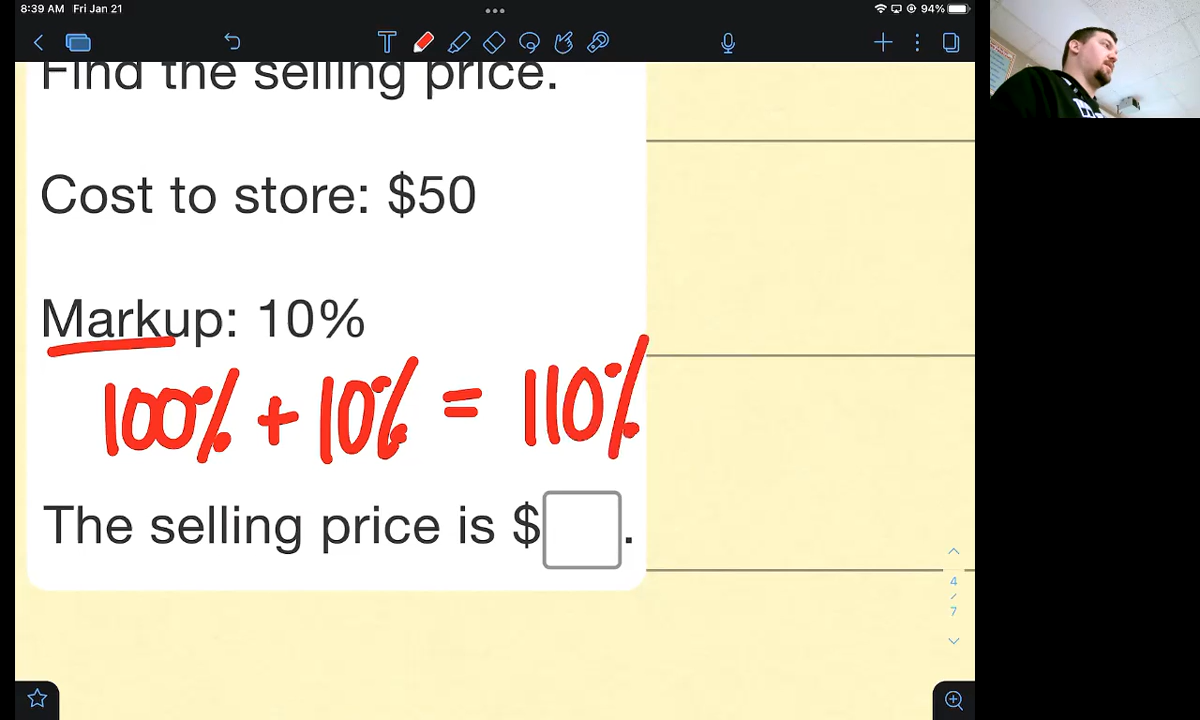 8:39 AM Fri Jan 21
94%
Find the selling price.
Cost to store: $50
Markup: 10%
100% + 10% = 110%
The selling price is $ .
4
/
7